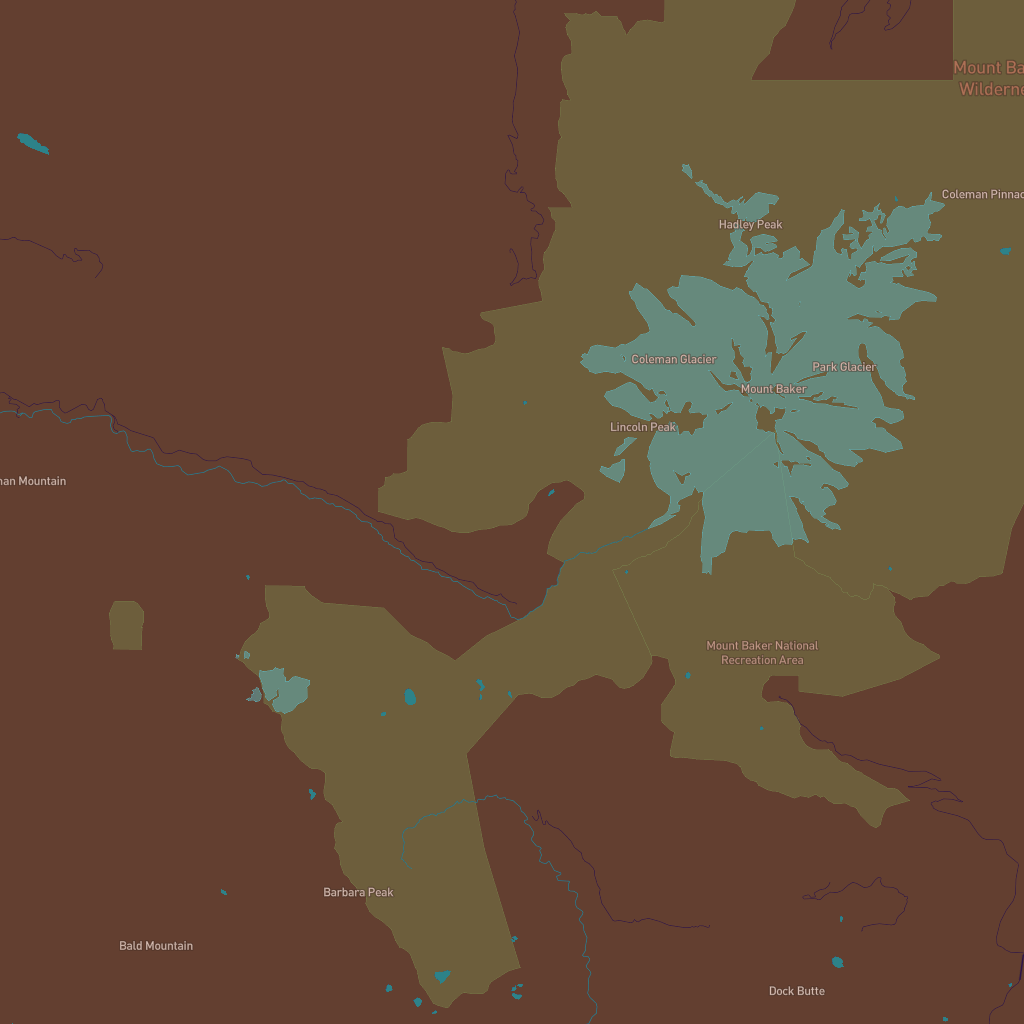 Mount Ba
Wilderne
Coleman Pinnac
Hadley Peak
Coleman Glacier
Park Glacier
Mount Baker
Lincoln Peak
nan Mountain
Mount Baker National
Recreation Area
Barbara Peak
Bald Mountain
Dock Butte